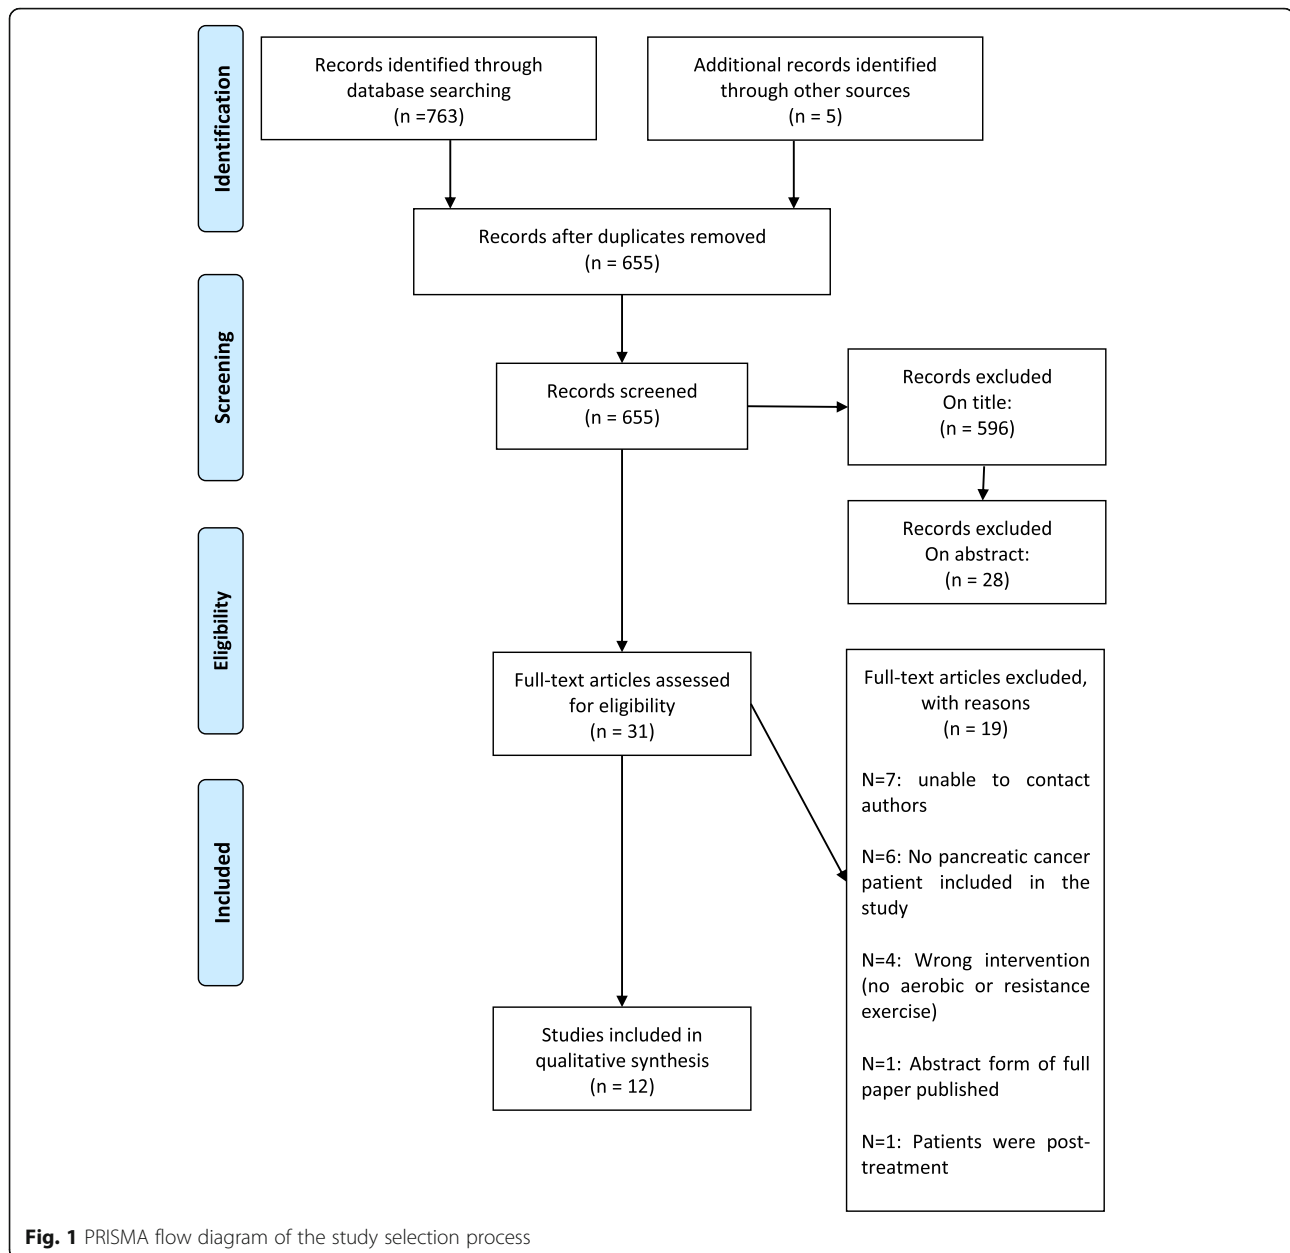 Identification
Records identified through
database searching
(n =763)
Additional records identified
through other sources
(n = 5)
Records after duplicates removed
(n = 655)
Screening
Records screened
(n = 655)
Records excluded
On title:
(n = 596)
Records excluded
On abstract:
(n = 28)
Eligibility
Full-text articles assessed
for eligibility
(n = 31)
Full-text articles excluded,
with reasons
(n = 19)
N=7: unable to contact
authors
N=6: No pancreatic cancer
patient included in the
study
N=4: Wrong intervention
(no aerobic or resistance
exercise)
N=1: Abstract form of full
paper published
N=1: Patients were post-
treatment
Included
Studies included in
qualitative synthesis
(n = 12)
Fig. 1 PRISMA flow diagram of the study selection process